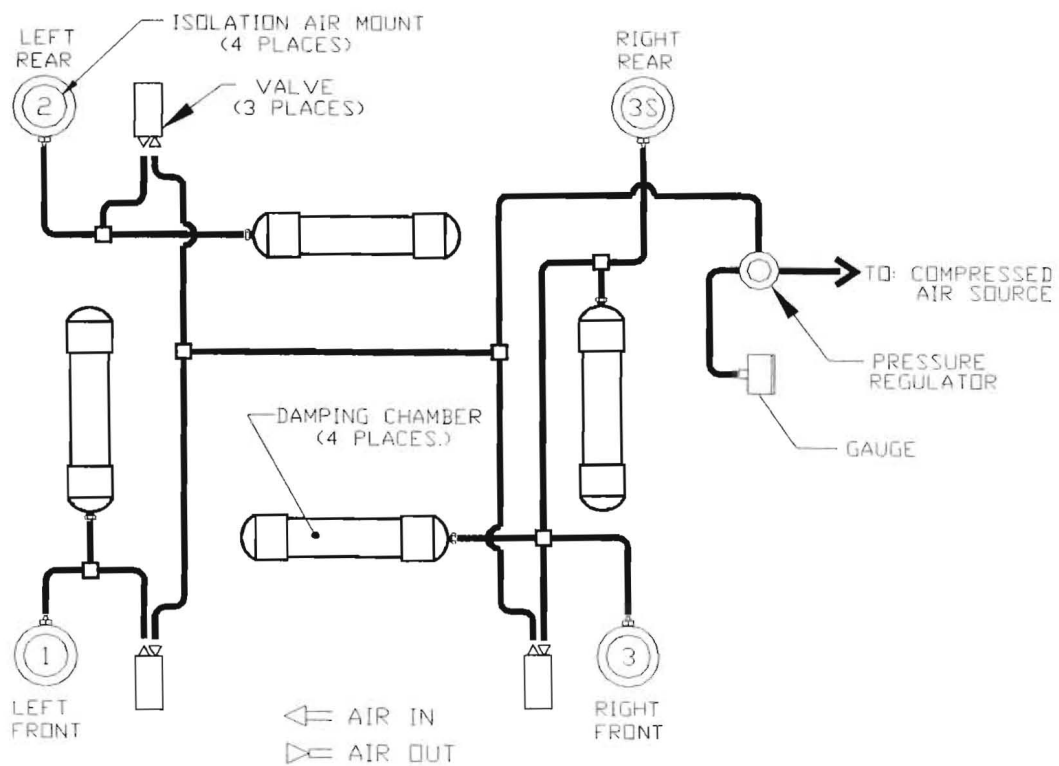 ISOLATION AIR MOUNT
(4 PLACES)
LEFT
REAR
2
VALVE
(3 PLACES)
RIGHT
REAR
3S
TO: COMPRESSED
AIR SOURCE
PRESSURE
REGULATOR
GAUGE
DAMPING CHAMBER
(4 PLACES.)
1
LEFT
FRONT
3
RIGHT
FRONT
AIR IN
AIR OUT